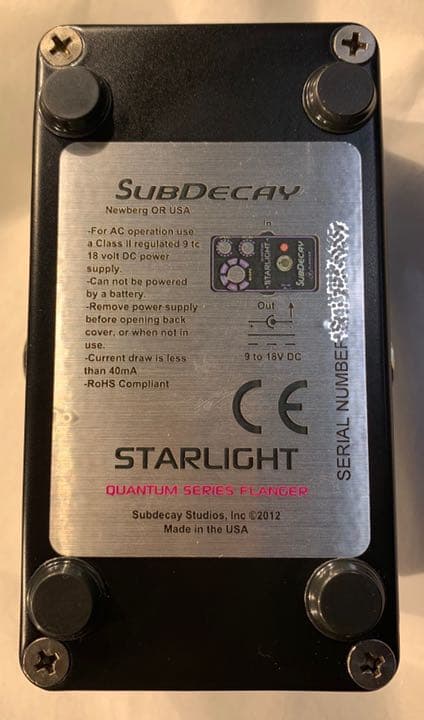 SUBDECAY
Newberg OR USA
-For AC operation use
a Class II regulated 9 to
18 volt DC power
supply.
-Can not be powered
by a battery.
-Remove power supply
before opening back
cover, or when not in
use.
-Current draw is less
than 40mA
-RoHS Compliant
In
STARLIGHT
SUBDECAY
Out
9 to 18V DC
CE
SERIAL NUMBER
STARLIGHT
QUANTUM SERIES FLANGER
Subdecay Studios, Inc ©2012
Made in the USA